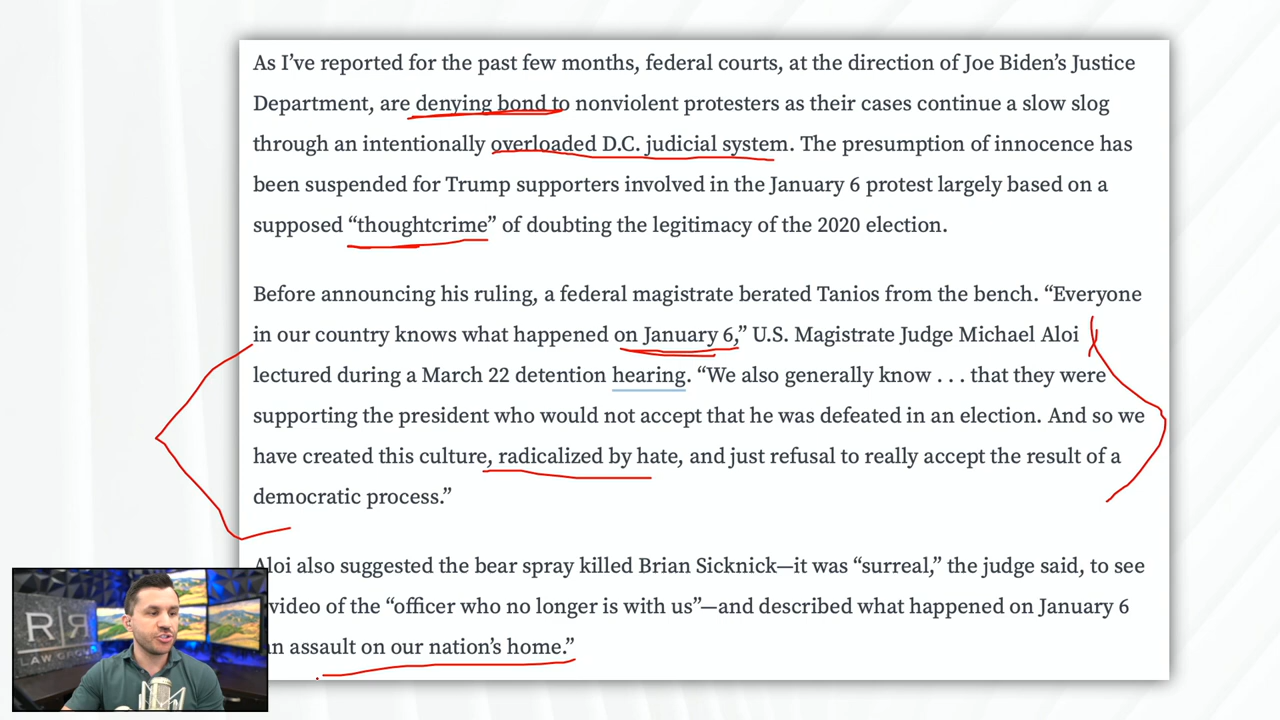 As I’ve reported for the past few months, federal courts, at the direction of Joe Biden’s Justice
Department, are denying bond to nonviolent protesters as their cases continue a slow slog
through an intentionally overloaded D.C. judicial system. The presumption of innocence has
been suspended for Trump supporters involved in the January 6 protest largely based on a
supposed “thoughtcrime” of doubting the legitimacy of the 2020 election.
Before announcing his ruling, a federal magistrate berated Tanios from the bench. “Everyone
in our country knows what happened on January 6,” U.S. Magistrate Judge Michael Aloi
lectured during a March 22 detention hearing. “We also generally know . . . that they were
supporting the president who would not accept that he was defeated in an election. And so we
have created this culture, radicalized by hate, and just refusal to really accept the result of a
democratic process.”
Aloi also suggested the bear spray killed Brian Sicknick—it was “surreal,” the judge said, to see
video of the “officer who no longer is with us”—and described what happened on January 6
an assault on our nation’s home.”
R|R
LAW GROUP